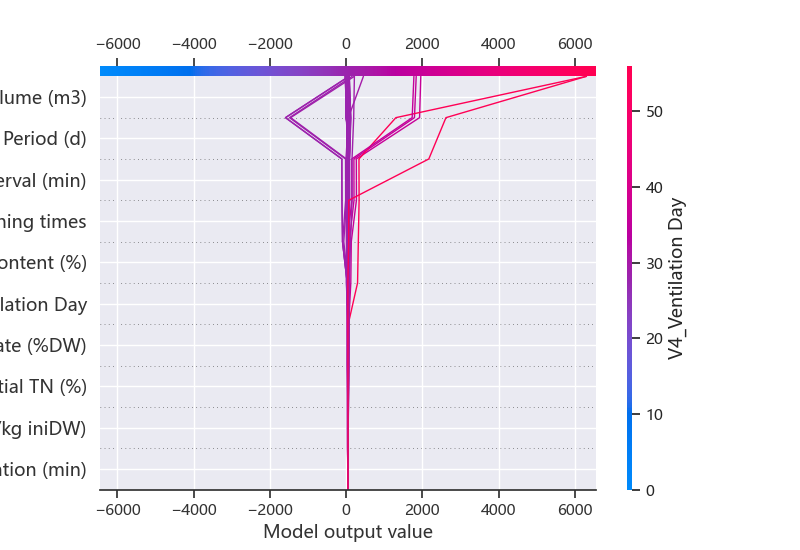 −6000 −4000 −2000 0 2000 4000 6000
lume (m3)
Period (d)
erval (min)
ning times
ontent (%)
lation Day
ate (%DW)
tial TN (%)
/kg iniDW)
ation (min)
−6000 −4000 −2000 0 2000 4000 6000
Model output value
50
40
30
20
10
0
V4_Ventilation Day